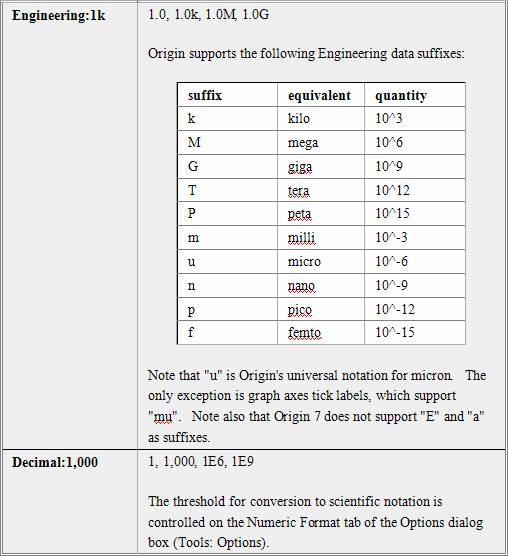 Engineering:1k 1.0, 1.0k, 1.0M, 1.0G
Origin supports the following Engineering data suffixes:
suffix equivalent quantity
k kilo 10^3
M mega 10^6
G giga 10^9
T tera 10^12
P peta 10^15
m milli 10^-3
u micro 10^-6
n nano 10^-9
p pico 10^-12
f femto 10^-15
Note that "u" is Origin's universal notation for micron. The
only exception is graph axes tick labels, which support
"mu". Note also that Origin 7 does not support "E" and "a"
as suffixes.
Decimal:1,000 1, 1,000, 1E6, 1E9
The threshold for conversion to scientific notation is
controlled on the Numeric Format tab of the Options dialog
box (Tools: Options).